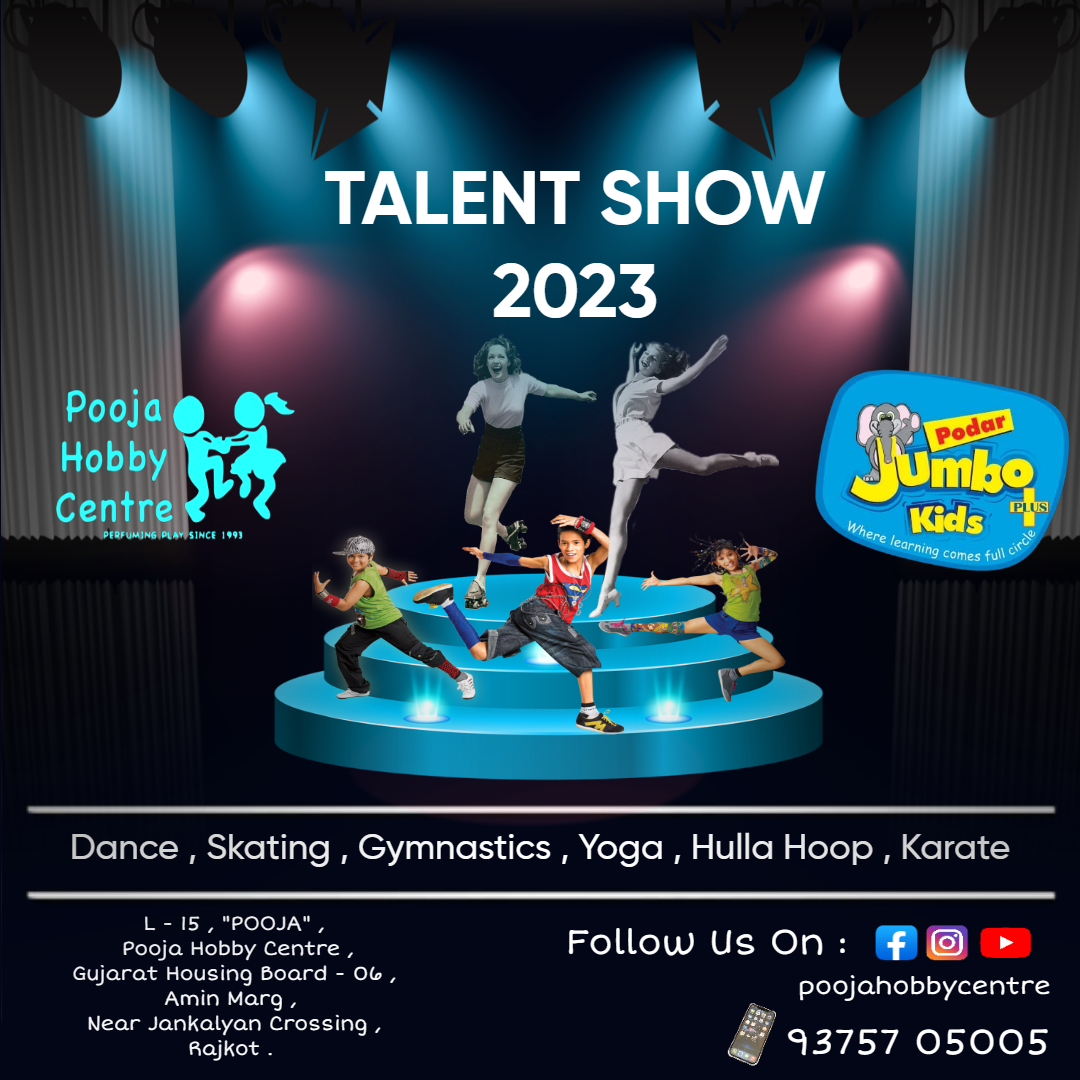 TALENT SHOW
2023
Pooja
Hobby
Centre
PERFUMING PLAY SINCE 1993
Podar
Jumbo
Kids
PLUS
Where learning comes full circle
Dance , Skating , Gymnastics , Yoga , Hulla Hoop , Karate
L - 15 , "POOJA" ,
Pooja Hobby Centre ,
Gujarat Housing Board - 06 ,
Amin Marg ,
Near Jankalyan Crossing ,
Rajkot .
Follow Us On :
poojahobbycentre
93757 05005